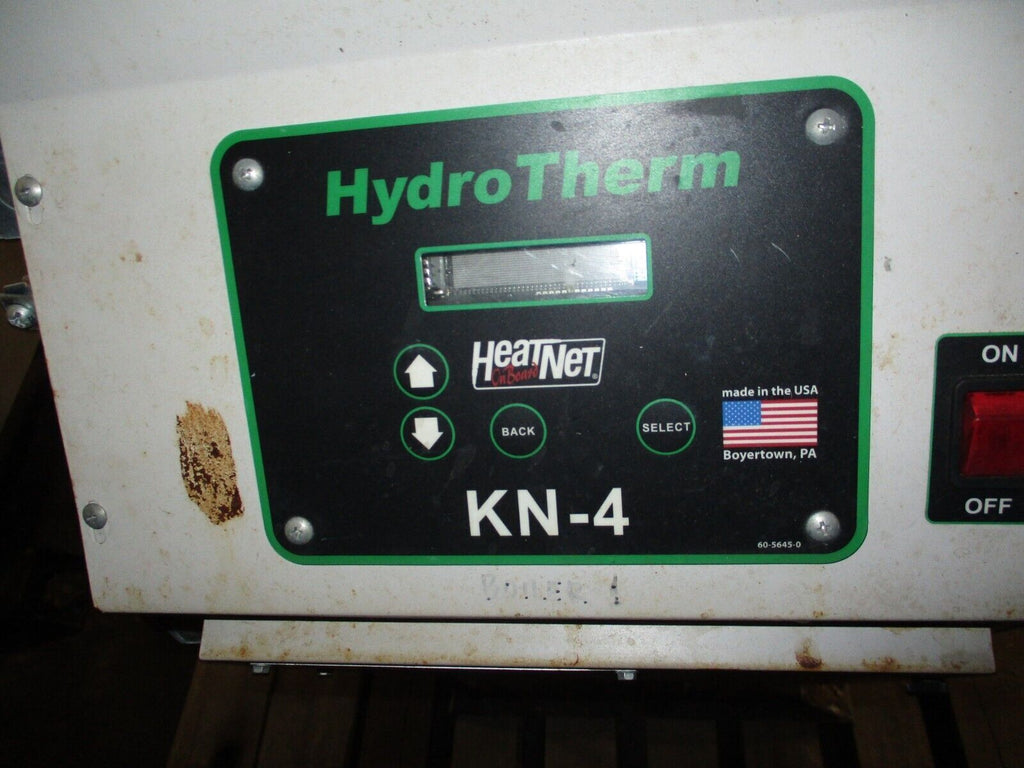 HydroTherm
HeatNet
OnBoard
BACK
SELECT
made in the USA
Boyertown, PA
KN-4
60-5645-0
ON
OFF